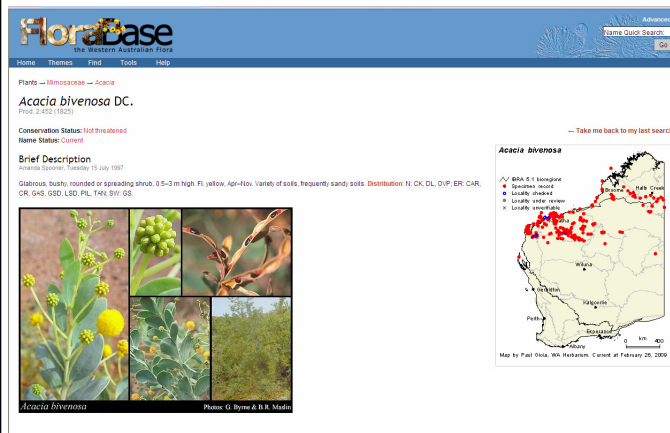 FloraBase
the Western Australian Flora
Advanced
Name Quick Search:
Go
Home Themes Find Tools Help
Plants → Mimosaceae → Acacia
Acacia bivenosa DC.
Prod. 2:452 (1825)
Conservation Status: Not threatened
Name Status: Current
← Take me back to my last searc
Brief Description
Amanda Spooner, Tuesday 15 July 1997
Glabrous, bushy, rounded or spreading shrub, 0.5–3 m high. Fl. yellow, Apr–Nov. Variety of soils, frequently sandy soils. Distribution: N: CK, DL, OVP; ER: CAR,
CR, GAS, GSD, LSD, PIL, TAN; SW: GS.
Acacia bivenosa
IBRA 5.1 bioregions
Specimen record
Locality checked
Locality under review
Locality unverifiable
Broome
Halls Creek
Wiluna
Geraldton
Kalgoorlie
Perth
Esperance
Albany
km
0 400
Map by Paul Gioia, WA Herbarium. Current at February 26, 2009
Acacia bivenosa
Photos: G. Byrne & B.R. Maslin